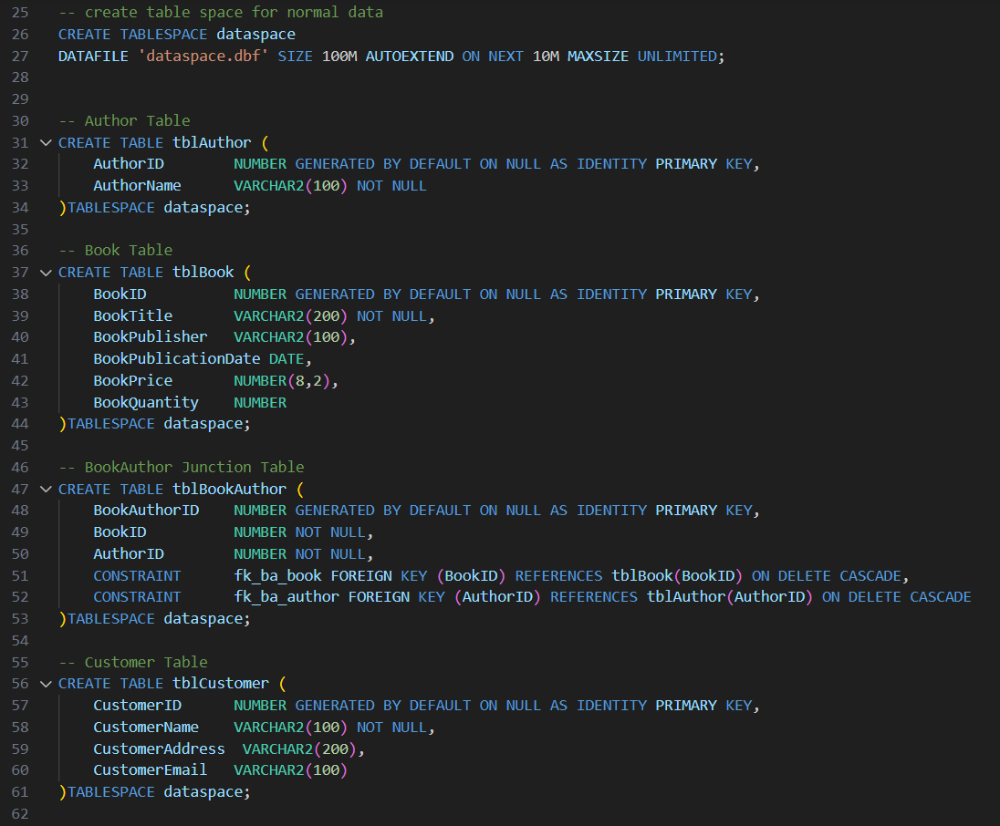 25 -- create table space for normal data
26 CREATE TABLESPACE dataspace
27 DATAFILE 'dataspace.dbf' SIZE 100M AUTOEXTEND ON NEXT 10M MAXSIZE UNLIMITED;
28
29
30 -- Author Table
31 CREATE TABLE tblAuthor (
32     AuthorID        NUMBER GENERATED BY DEFAULT ON NULL AS IDENTITY PRIMARY KEY,
33     AuthorName      VARCHAR2(100) NOT NULL
34 )TABLESPACE dataspace;
35
36 -- Book Table
37 CREATE TABLE tblBook (
38     BookID          NUMBER GENERATED BY DEFAULT ON NULL AS IDENTITY PRIMARY KEY,
39     BookTitle       VARCHAR2(200) NOT NULL,
40     BookPublisher   VARCHAR2(100),
41     BookPublicationDate DATE,
42     BookPrice       NUMBER(8,2),
43     BookQuantity    NUMBER
44 )TABLESPACE dataspace;
45
46 -- BookAuthor Junction Table
47 CREATE TABLE tblBookAuthor (
48     BookAuthorID    NUMBER GENERATED BY DEFAULT ON NULL AS IDENTITY PRIMARY KEY,
49     BookID          NUMBER NOT NULL,
50     AuthorID        NUMBER NOT NULL,
51     CONSTRAINT      fk_ba_book FOREIGN KEY (BookID) REFERENCES tblBook(BookID) ON DELETE CASCADE,
52     CONSTRAINT      fk_ba_author FOREIGN KEY (AuthorID) REFERENCES tblAuthor(AuthorID) ON DELETE CASCADE
53 )TABLESPACE dataspace;
54
55 -- Customer Table
56 CREATE TABLE tblCustomer (
57     CustomerID      NUMBER GENERATED BY DEFAULT ON NULL AS IDENTITY PRIMARY KEY,
58     CustomerName    VARCHAR2(100) NOT NULL,
59     CustomerAddress  VARCHAR2(200),
60     CustomerEmail   VARCHAR2(100)
61 )TABLESPACE dataspace;
62